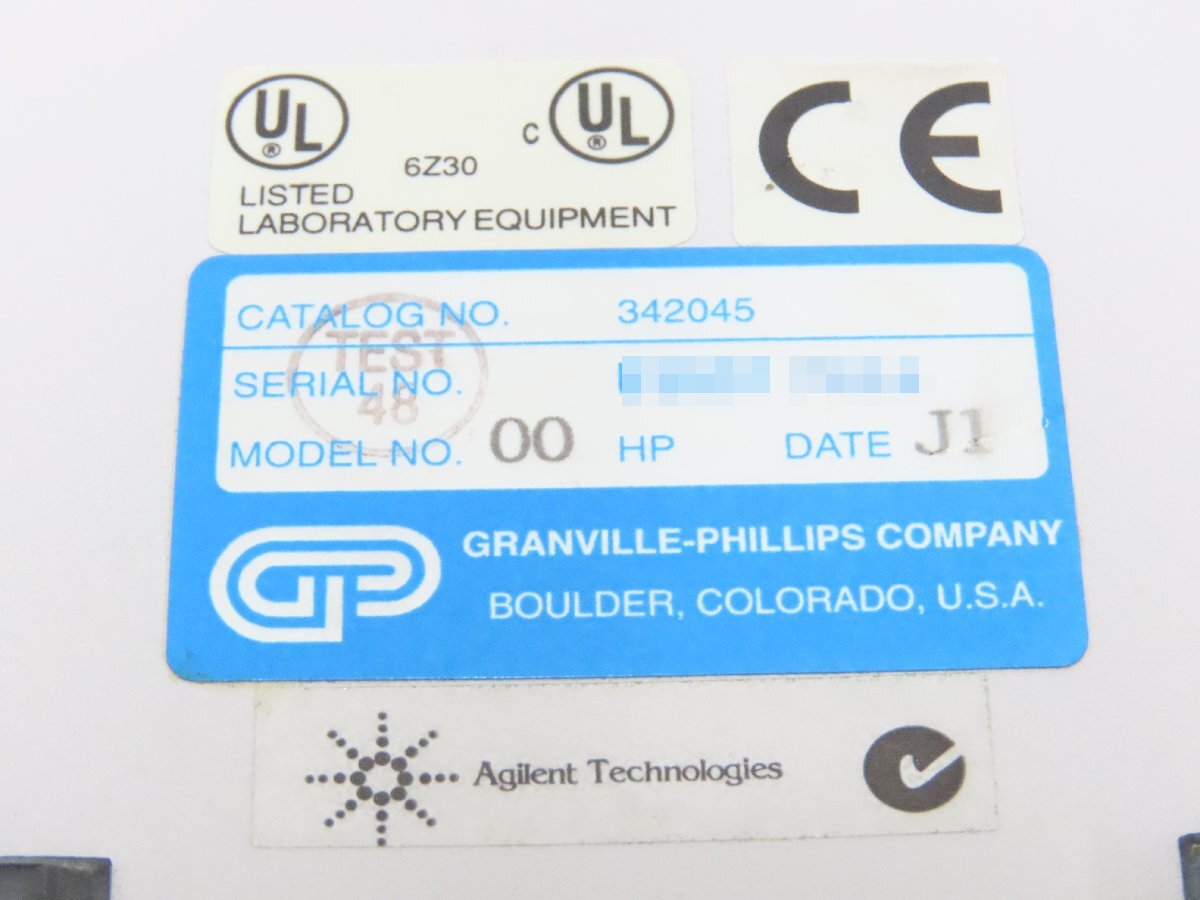 UL ® 6Z30 C UL ®
LISTED
LABORATORY EQUIPMENT
CE
CATALOG NO. 342045
TEST
48
SERIAL NO.
MODEL NO. 00 HP DATE J1
GP GRANVILLE-PHILLIPS COMPANY
BOULDER, COLORADO, U.S.A.
Agilent Technologies